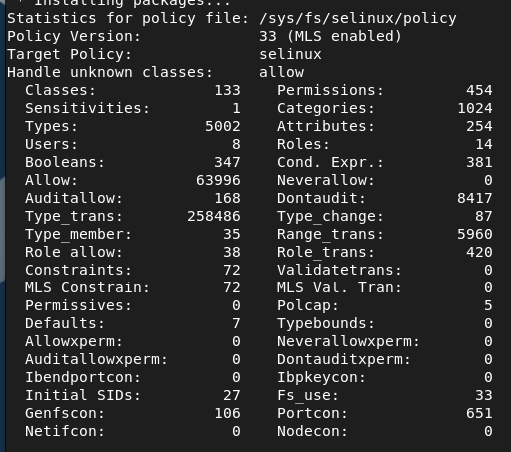 * Installing packages...
Statistics for policy file: /sys/fs/selinux/policy
Policy Version: 33 (MLS enabled)
Target Policy: selinux
Handle unknown classes: allow
Classes: 133 Permissions: 454
Sensitivities: 1 Categories: 1024
Types: 5002 Attributes: 254
Users: 8 Roles: 14
Booleans: 347 Cond. Expr.: 381
Allow: 63996 Neverallow: 0
Auditallow: 168 Dontaudit: 8417
Type_trans: 258486 Type_change: 87
Type_member: 35 Range_trans: 5960
Role allow: 38 Role_trans: 420
Constraints: 72 Validatetrans: 0
MLS Constrain: 72 MLS Val. Tran: 0
Permissives: 0 Polcap: 5
Defaults: 7 Typebounds: 0
Allowxperm: 0 Neverallowxperm: 0
Auditallowxperm: 0 Dontauditxperm: 0
Ibendportcon: 0 Ibpkeycon: 0
Initial SIDs: 27 Fs_use: 33
Genfscon: 106 Portcon: 651
Netifcon: 0 Nodecon: 0